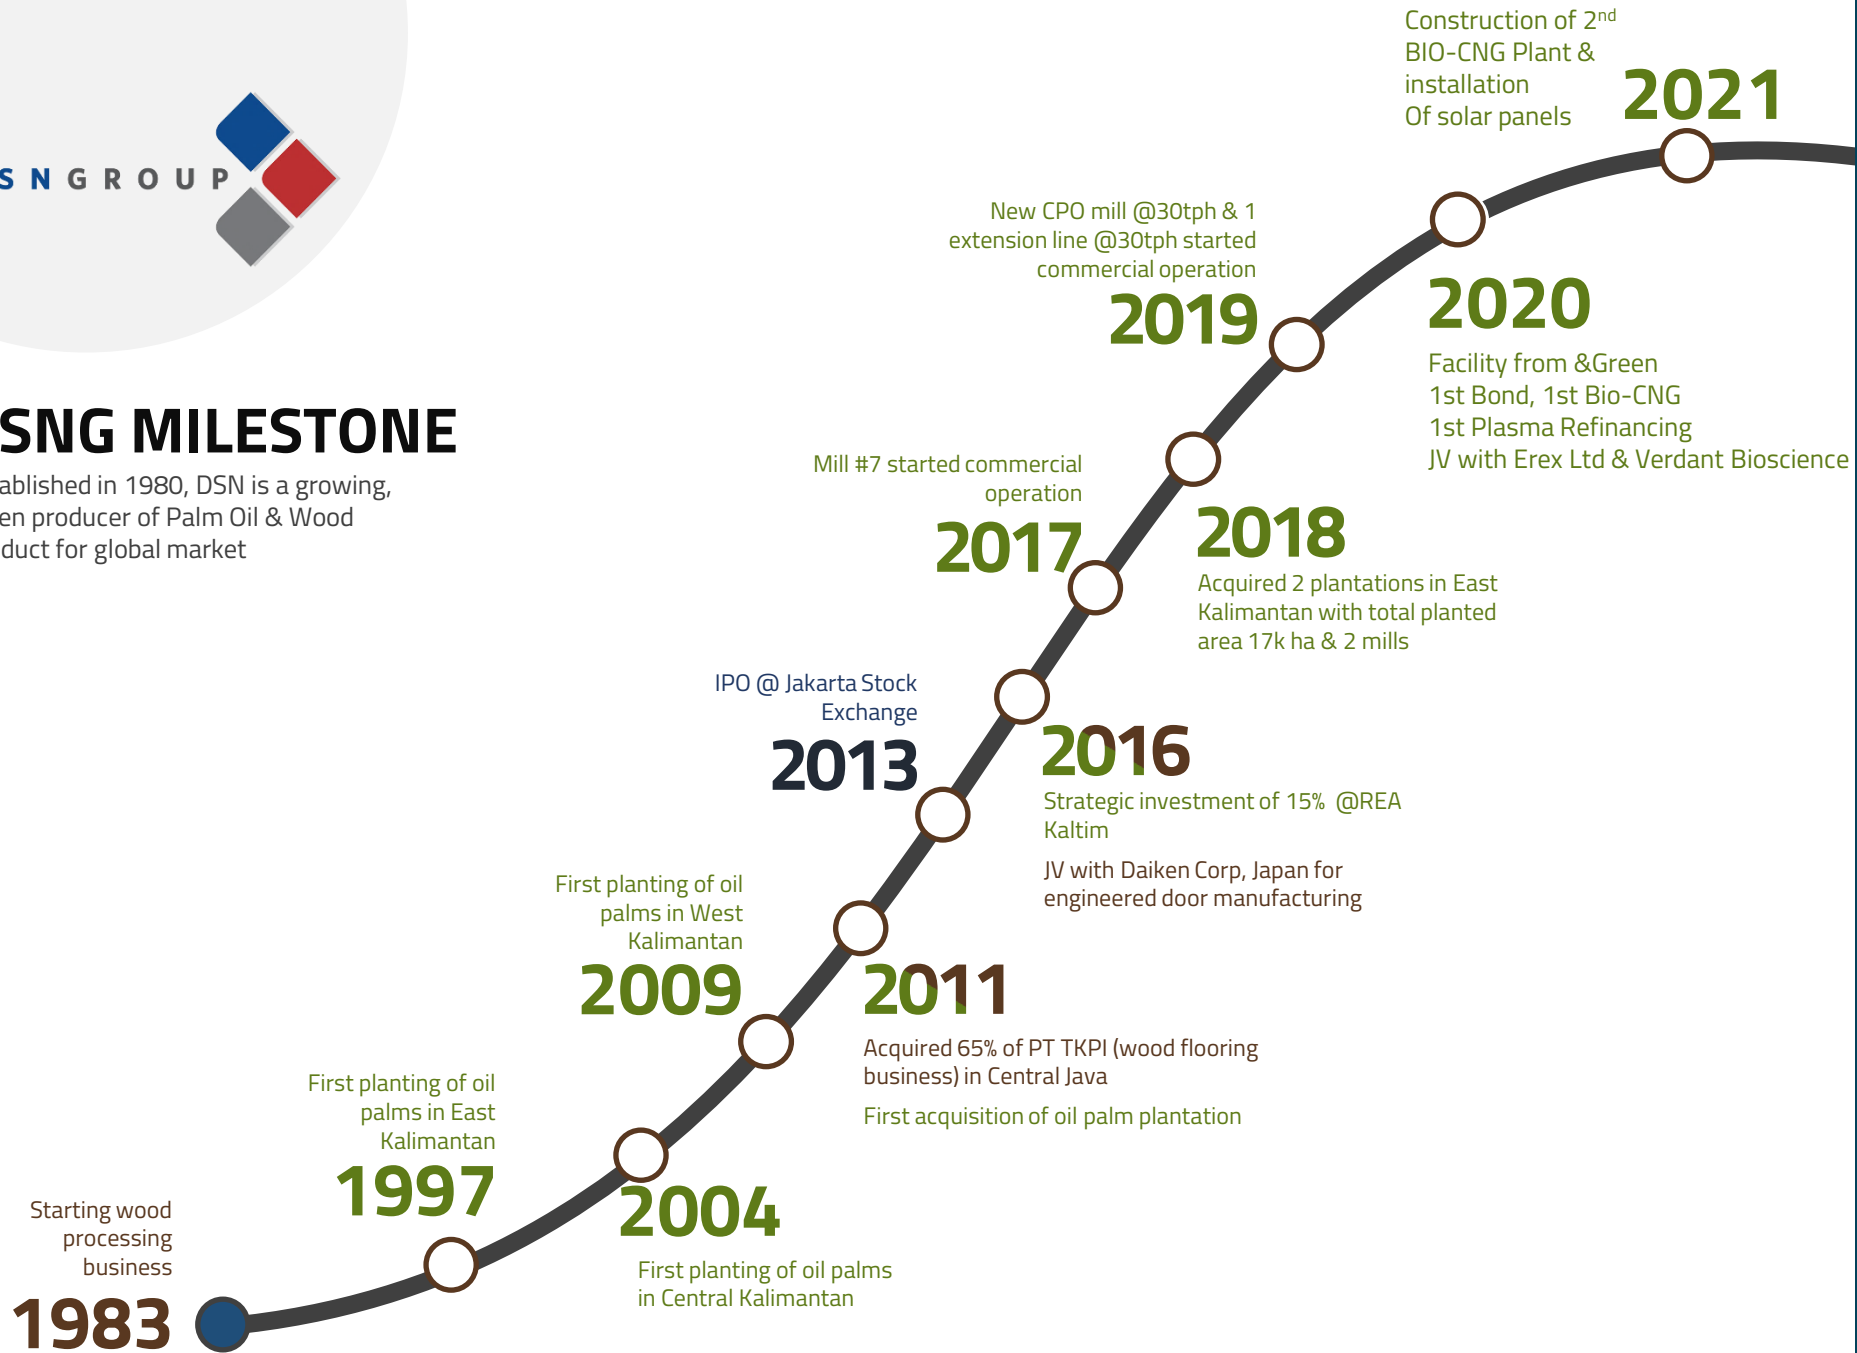 SNGROUP
SNG MILESTONE
ablished in 1980, DSN is a growing,
en producer of Palm Oil & Wood
duct for global market
Construction of 2nd
BIO-CNG Plant &
installation
Of solar panels
2021
New CPO mill @30tph & 1
extension line @30tph started
commercial operation
2019
2020
Facility from &Green
1st Bond, 1st Bio-CNG
1st Plasma Refinancing
JV with Erex Ltd & Verdant Bioscience
Mill #7 started commercial
operation
2017
2018
Acquired 2 plantations in East
Kalimantan with total planted
area 17k ha & 2 mills
IPO @ Jakarta Stock
Exchange
2013
2016
Strategic investment of 15% @REA
Kaltim
JV with Daiken Corp, Japan for
engineered door manufacturing
First planting of oil
palms in West
Kalimantan
2009
2011
Acquired 65% of PT TKPI (wood flooring
business) in Central Java
First acquisition of oil palm plantation
First planting of oil
palms in East
Kalimantan
1997
2004
First planting of oil palms
in Central Kalimantan
Starting wood
processing
business
1983